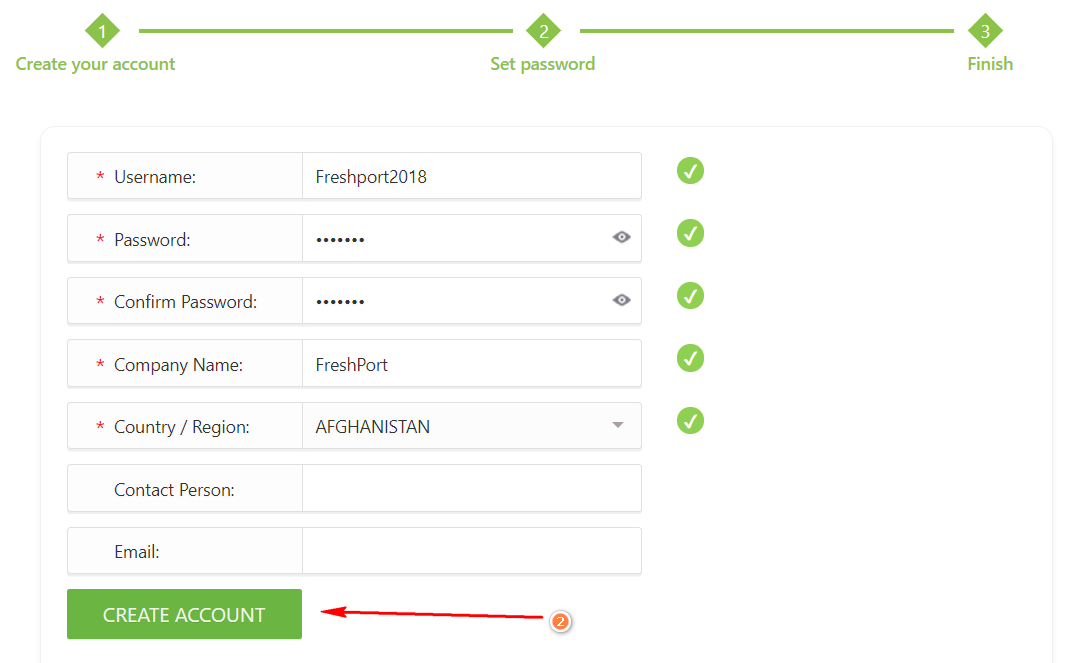 1 2 3
Create your account Set password Finish
* Username: Freshport2018
* Password: •••••••
* Confirm Password: •••••••
* Company Name: FreshPort
* Country / Region: AFGHANISTAN
Contact Person:
Email:
CREATE ACCOUNT 2